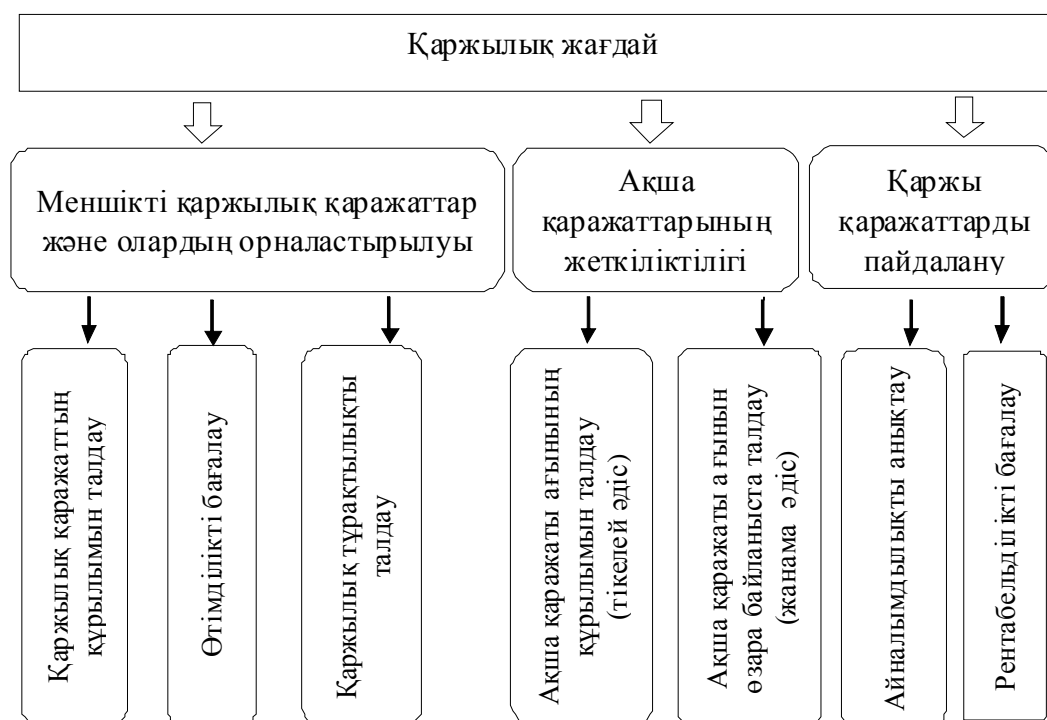 Қаржылық жағдай
Меншікті қаржылық қаражаттар
және олардың орналастырылуы
Ақша
қаражаттарының
жеткіліктілігі
Қаржы
қаражаттарды
пайдалану
Қаржылық қаражаттың
құрылымын талдау
Өтімділікті бағалау
Қаржылық тұрақтылықты
талдау
Ақша қаражаты ағынының
құрылымын талдау
(тікелей әдіс)
Ақша қаражаты ағынын
өзара байланыста талдау
(жанама әдіс)
Айналымдылықты анықтау
Рентабельділікті бағалау